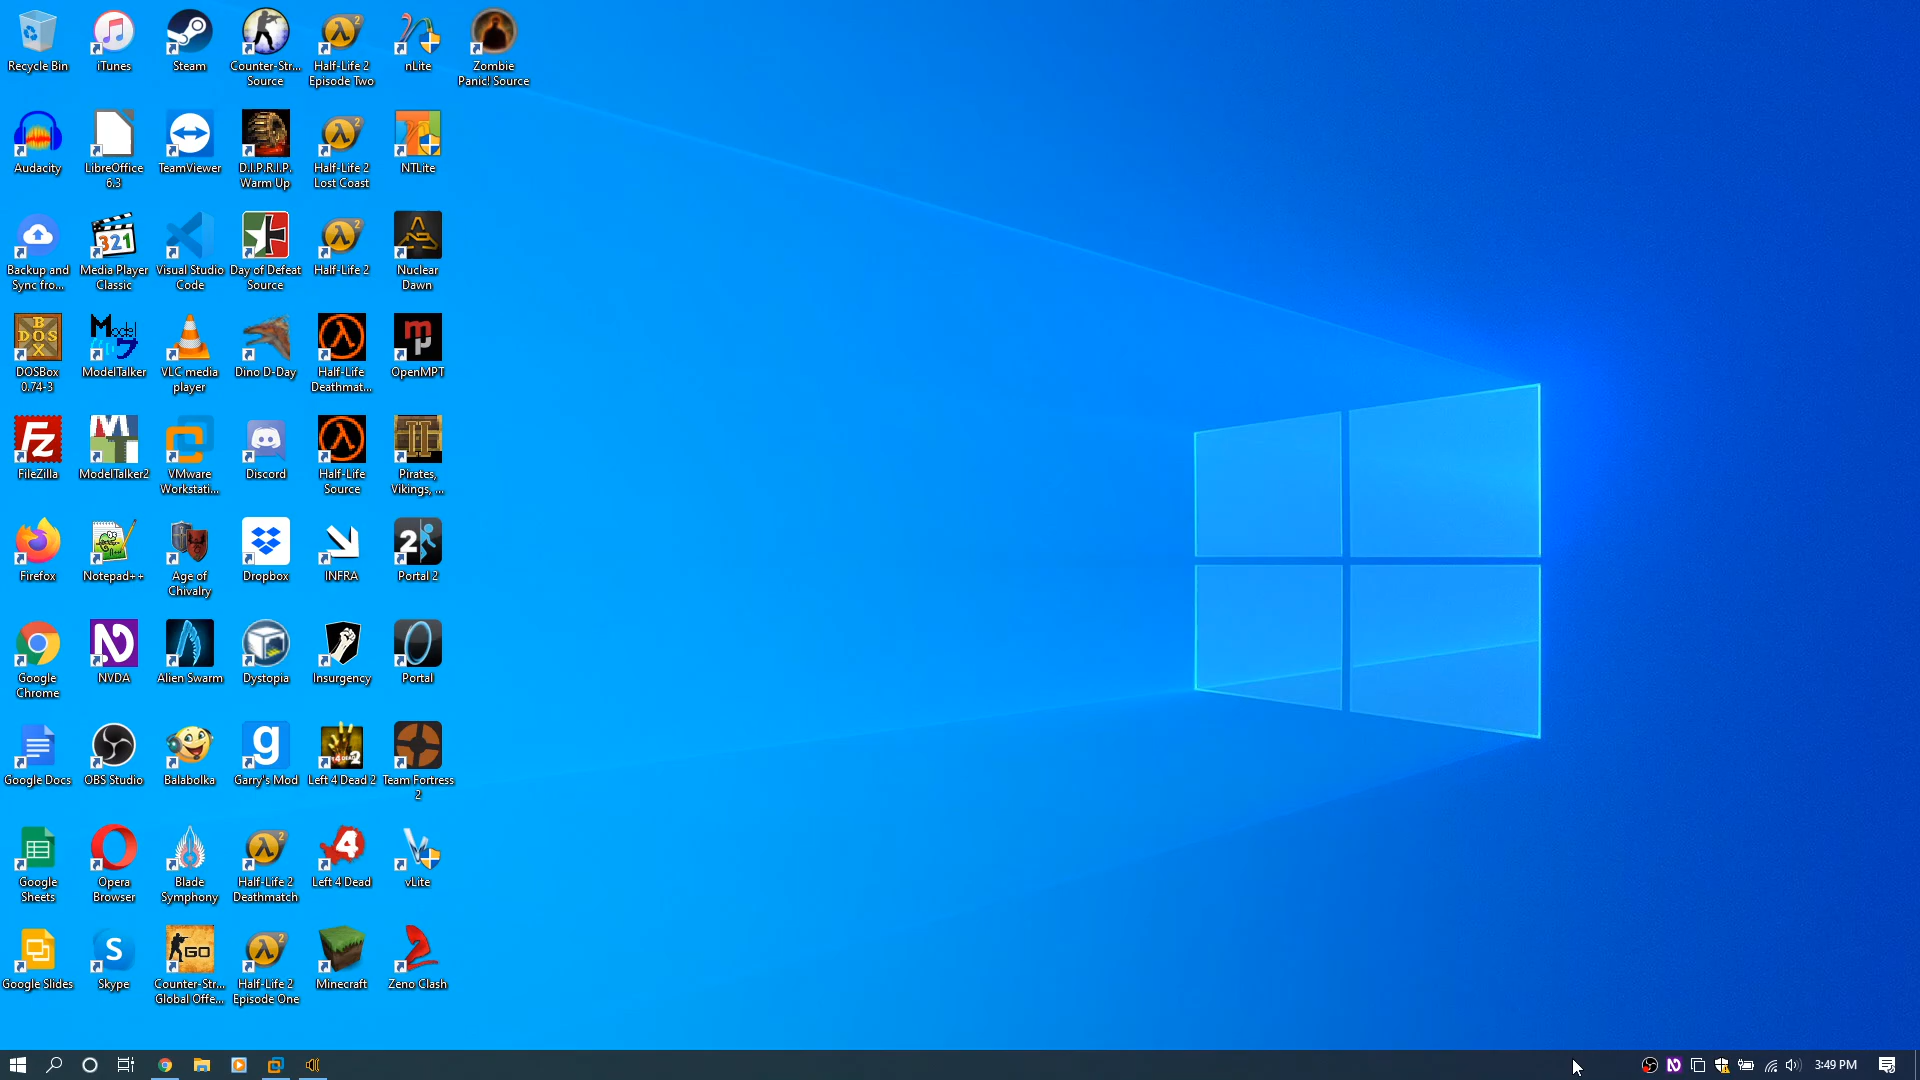 Recycle Bin
iTunes
Steam
Counter-Str...
Source
Half-Life 2
Episode Two
nLite
Zombie
Panic! Source
Audacity
LibreOffice
6.3
TeamViewer
D.I.P.R.I.P.
Warm Up
Half-Life 2
Lost Coast
NTLite
Backup and
Sync fro...
321
Media Player
Classic
Visual Studio
Code
Day of Defeat
Source
Half-Life 2
Nuclear
Dawn
DOSBox
0.74-3
ModelTalker
VLC media
player
Dino D-Day
Half-Life
Deathmat...
OpenMPT
FileZilla
ModelTalker2
VMware
Workstati...
Discord
Half-Life
Source
Pirates,
Vikings, ...
Firefox
Notepad++
Age of
Chivalry
Dropbox
INFRA
Portal 2
Google
Chrome
NVDA
Alien Swarm
Dystopia
Insurgency
Portal
Google Docs
OBS Studio
Balabolka
Garry's Mod
Left 4 Dead 2
Team Fortress
2
Google
Sheets
Opera
Browser
Blade
Symphony
Half-Life 2
Deathmatch
Left 4 Dead
vLite
Google Slides
Skype
GO
Counter-Str...
Global Offe...
Half-Life 2
Episode One
Minecraft
Zeno Clash
3:49 PM